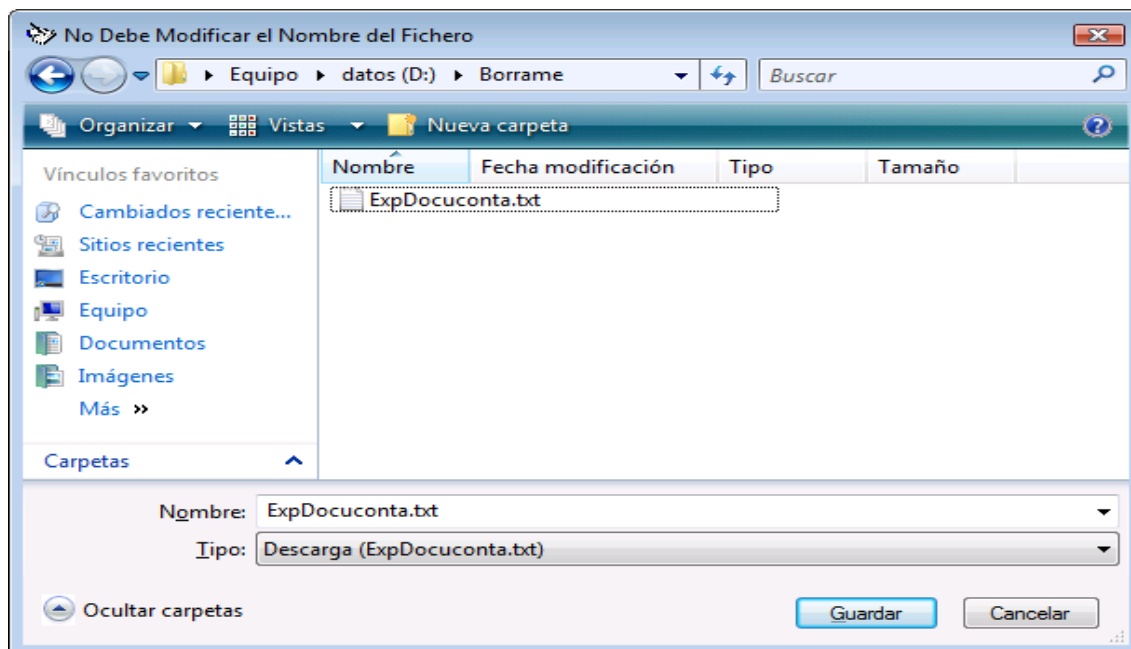 No Debe Modificar el Nombre del Fichero
Equipo datos (D:) Borrame Buscar
Organizar Vistas Nueva carpeta
Vínculos favoritos
Cambiados reciente...
Sitios recientes
Escritorio
Equipo
Documentos
Imágenes
Más »
Carpetas
Nombre Fecha modificación Tipo Tamaño
ExpDocuconta.txt
Nombre: ExpDocuconta.txt
Tipo: Descarga (ExpDocuconta.txt)
Ocultar carpetas Guardar Cancelar